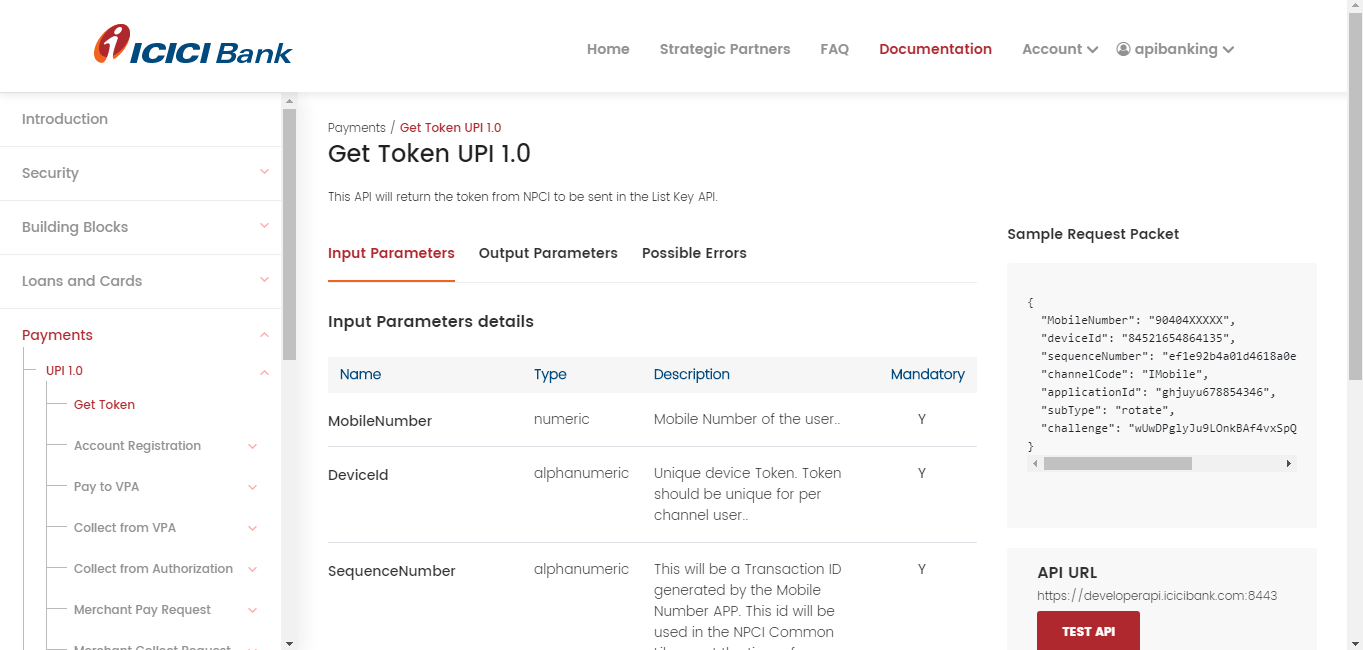 ICICI Bank
Home Strategic Partners FAQ Documentation Account apibanking
Introduction
Security
Building Blocks
Loans and Cards
Payments
UPI 1.0
Get Token
Account Registration
Pay to VPA
Collect from VPA
Collect from Authorization
Merchant Pay Request
Merchant Collect Request
Payments / Get Token UPI 1.0
Get Token UPI 1.0
This API will return the token from NPCI to be sent in the List Key API.
Input Parameters Output Parameters Possible Errors
Input Parameters details
Name Type Description Mandatory
MobileNumber numeric Mobile Number of the user.. Y
DeviceId alphanumeric Unique device Token. Token Y
should be unique for per
channel user..
SequenceNumber alphanumeric This will be a Transaction ID Y
generated by the Mobile
Number APP. This id will be
used in the NPCI Common
Sample Request Packet
{
"MobileNumber": "90404XXXXX",
"deviceId": "84521654864135",
"sequenceNumber": "ef1e92b4a01d4618a0e
"channelCode": "IMobile",
"applicationId": "ghjuyu678854346",
"subType": "rotate",
"challenge": "wUwDPglyJu9LOnkBAf4vxSpQ
}
API URL
https://developerapi.icicibank.com:8443
TEST API